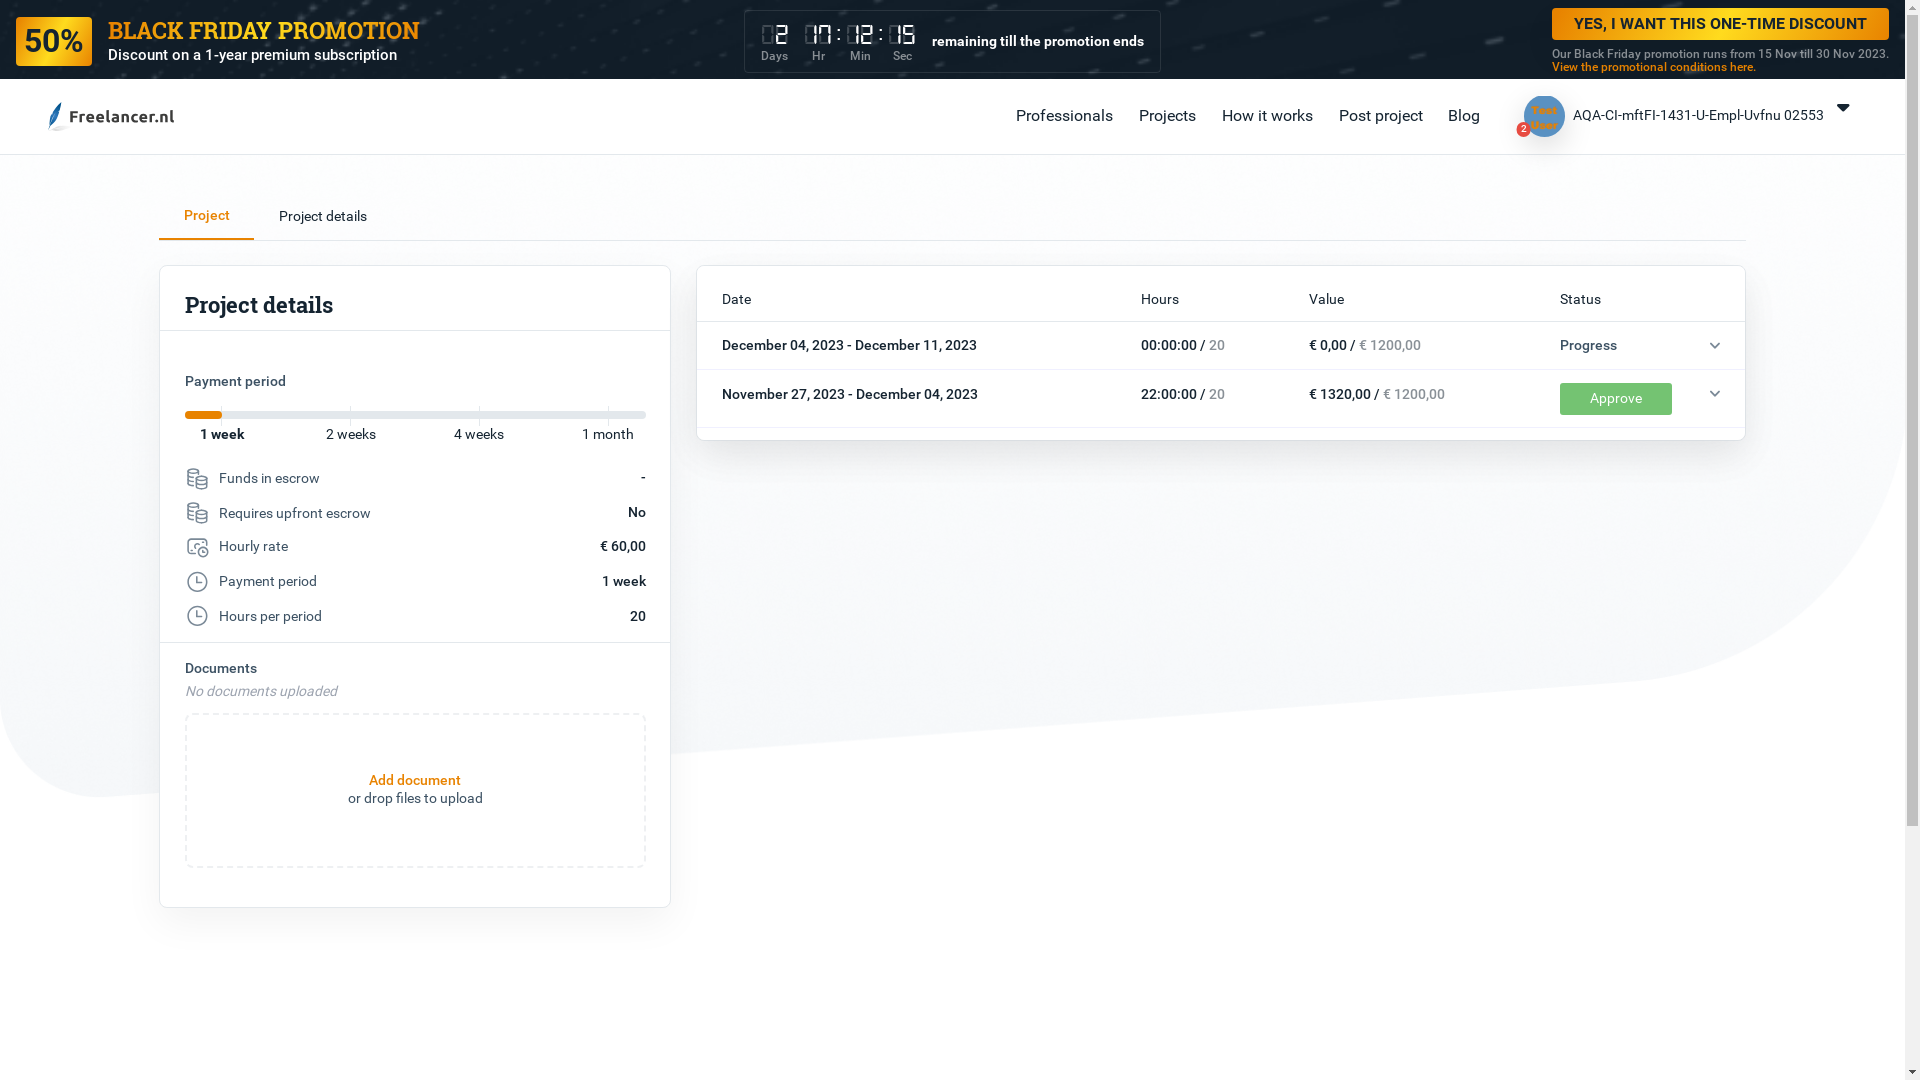 50%
BLACK FRIDAY PROMOTION
Discount on a 1-year premium subscription
2 17 : 12 : 15
Days Hr Min Sec
remaining till the promotion ends
YES, I WANT THIS ONE-TIME DISCOUNT
Our Black Friday promotion runs from 15 Nov till 30 Nov 2023.
View the promotional conditions here.
Freelancer.nl
Professionals
Projects
How it works
Post project
Blog
Test
User
2
AQA-CI-mftFI-1431-U-Empl-Uvfnu 02553
Project
Project details
Project details
Payment period
1 week
2 weeks
4 weeks
1 month
Funds in escrow -
Requires upfront escrow No
Hourly rate € 60,00
Payment period 1 week
Hours per period 20
Documents
No documents uploaded
Add document
or drop files to upload
Date Hours Value Status
December 04, 2023 - December 11, 2023 00:00:00 / 20 € 0,00 / € 1200,00 Progress
November 27, 2023 - December 04, 2023 22:00:00 / 20 € 1320,00 / € 1200,00 Approve